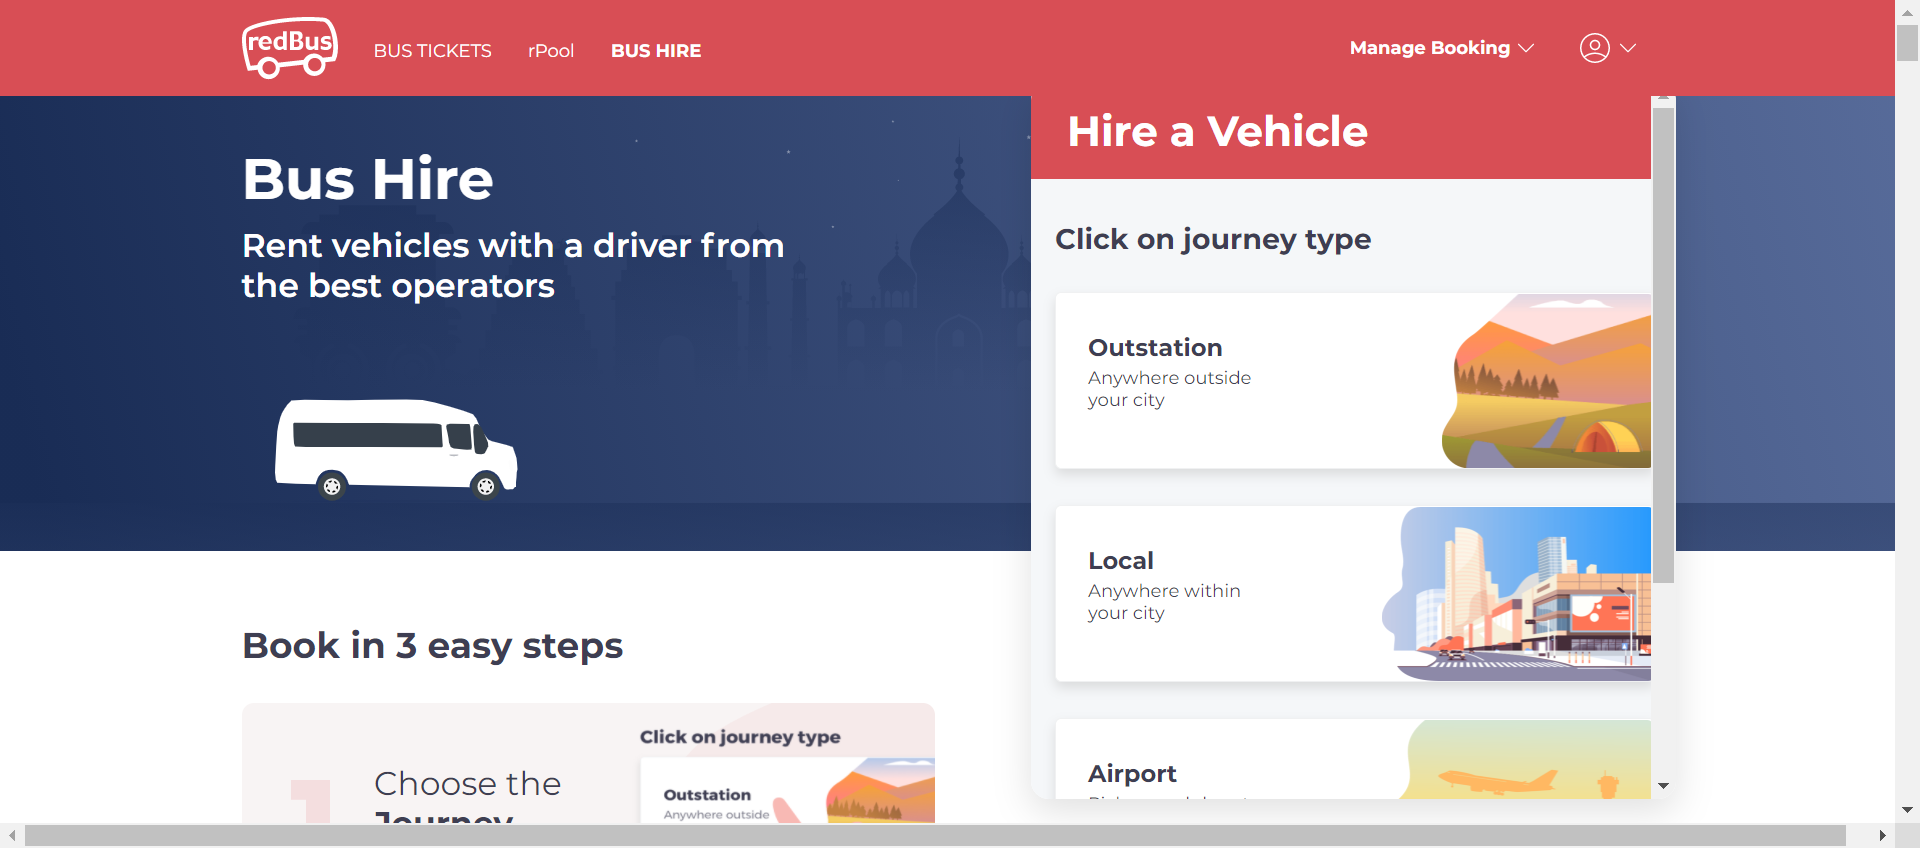 redBus
BUS TICKETS
rPool
BUS HIRE
Manage Booking
Bus Hire
Rent vehicles with a driver from
the best operators
Hire a Vehicle
Click on journey type
Outstation
Anywhere outside
your city
Local
Anywhere within
your city
Airport
Book in 3 easy steps
1
Choose the
Journey
Click on journey type
Outstation
Anywhere outside